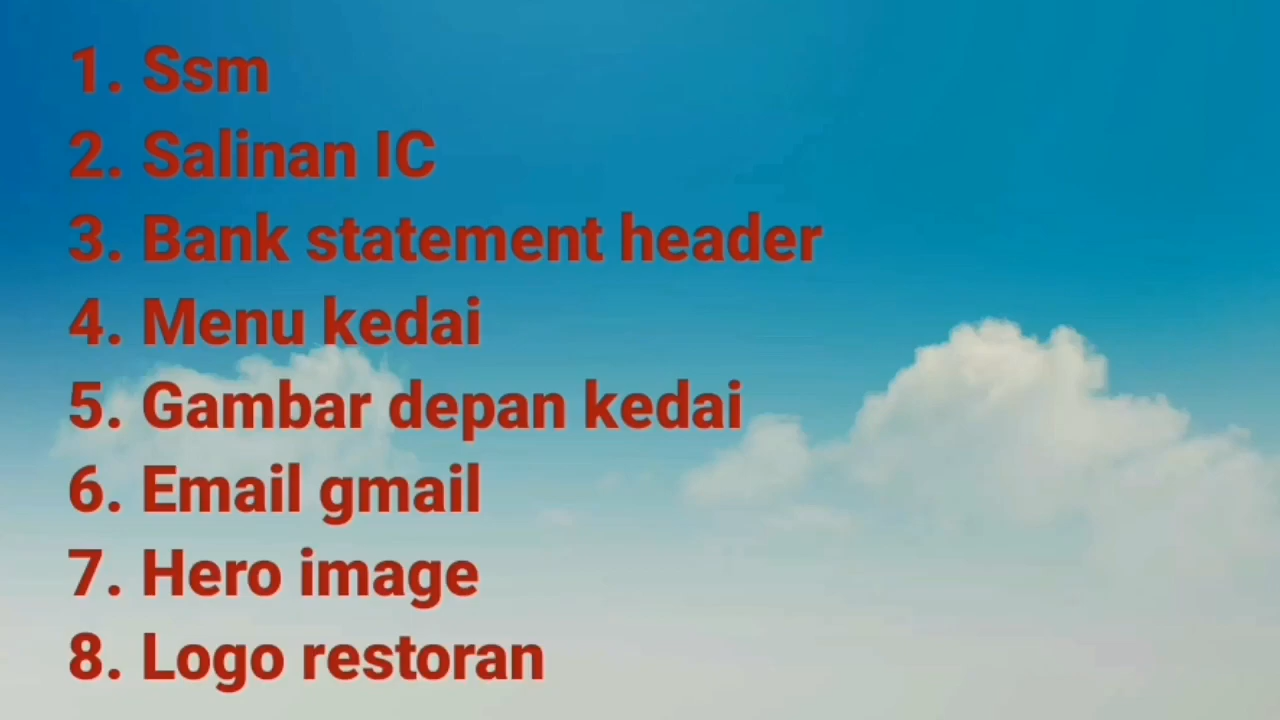 1. Ssm
2. Salinan IC
3. Bank statement header
4. Menu kedai
5. Gambar depan kedai
6. Email gmail
7. Hero image
8. Logo restoran